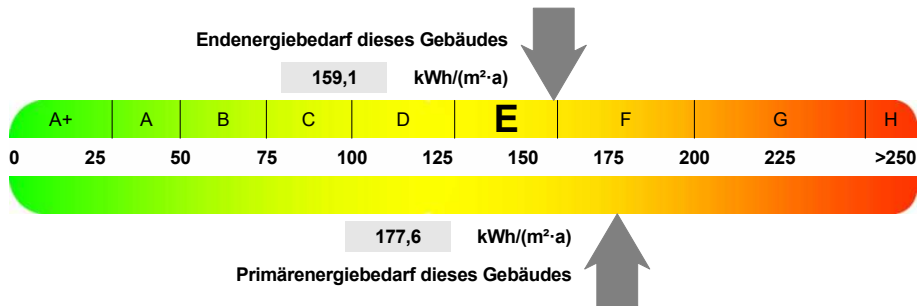 Endenergiebedarf dieses Gebäudes
159,1 kWh/(m²·a)
A+ A B C D E F G H
0 25 50 75 100 125 150 175 200 225 >250
177,6 kWh/(m²·a)
Primärenergiebedarf dieses Gebäudes